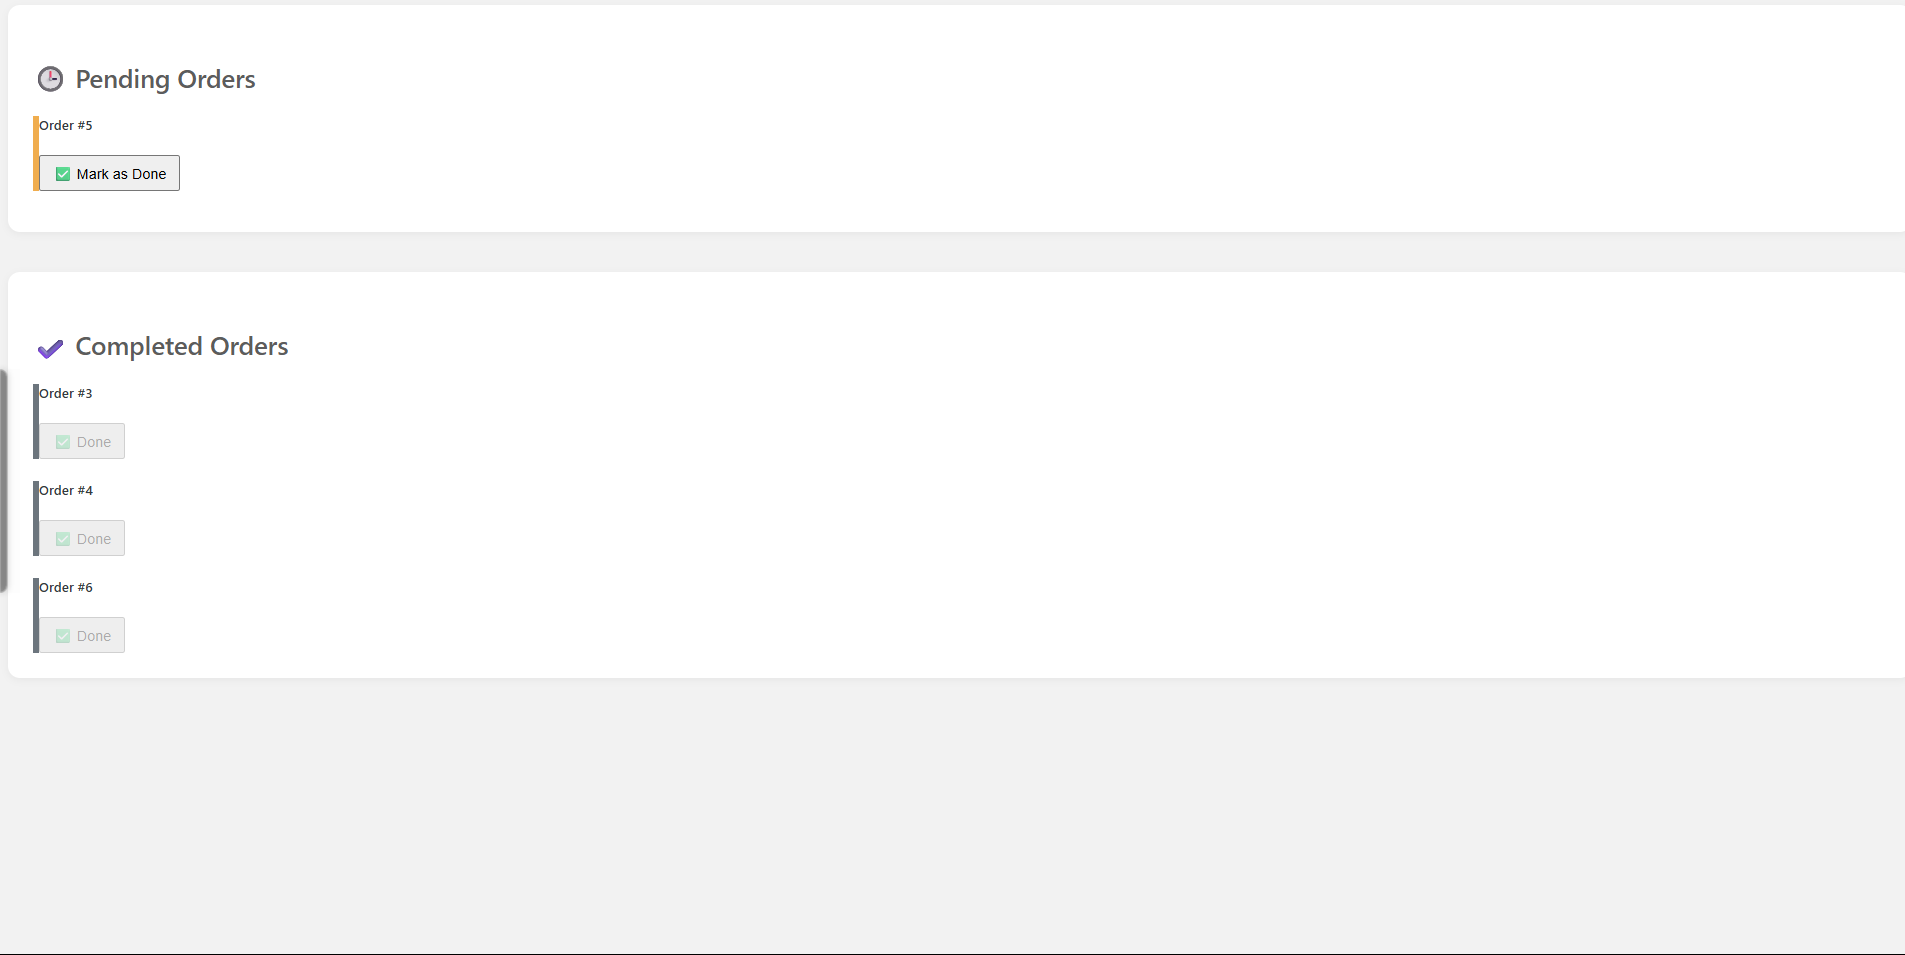 Pending Orders
Order #5
Mark as Done
Completed Orders
Order #3
Done
Order #4
Done
Order #6
Done